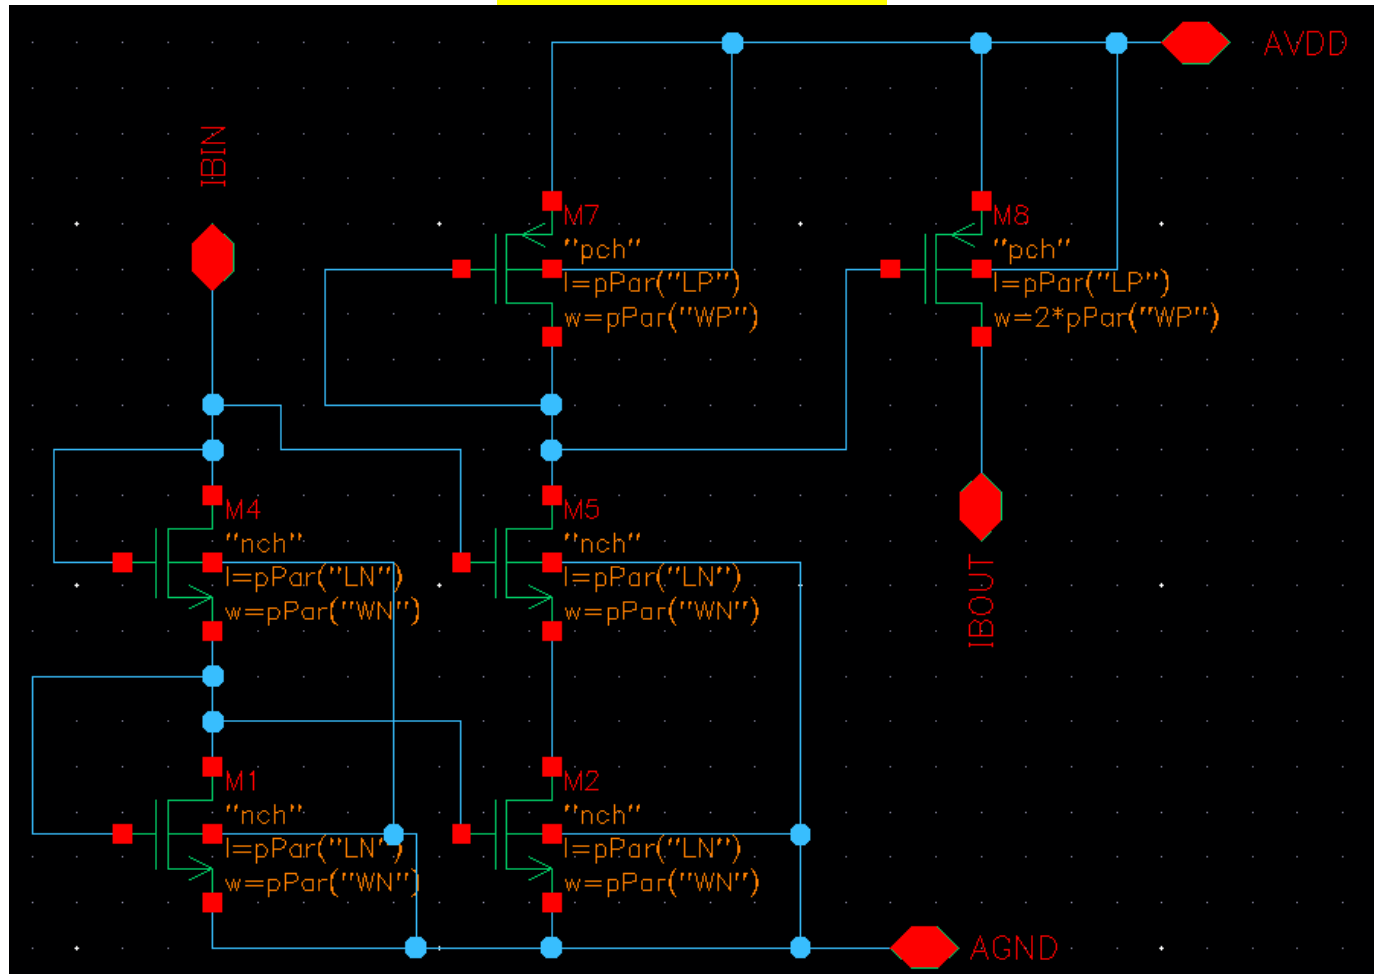 AVDD
IBIN
M7
"pch"
l=pPar("LP")
w=pPar("WP")
M8
"pch"
l=pPar("LP")
w=2*pPar("WP")
M4
"nch"
l=pPar("LN")
w=pPar("WN")
M5
"nch"
l=pPar("LN")
w=pPar("WN")
IBOUT
M1
"nch"
l=pPar("LN")
w=pPar("WN")
M2
"nch"
l=pPar("LN")
w=pPar("WN")
AGND